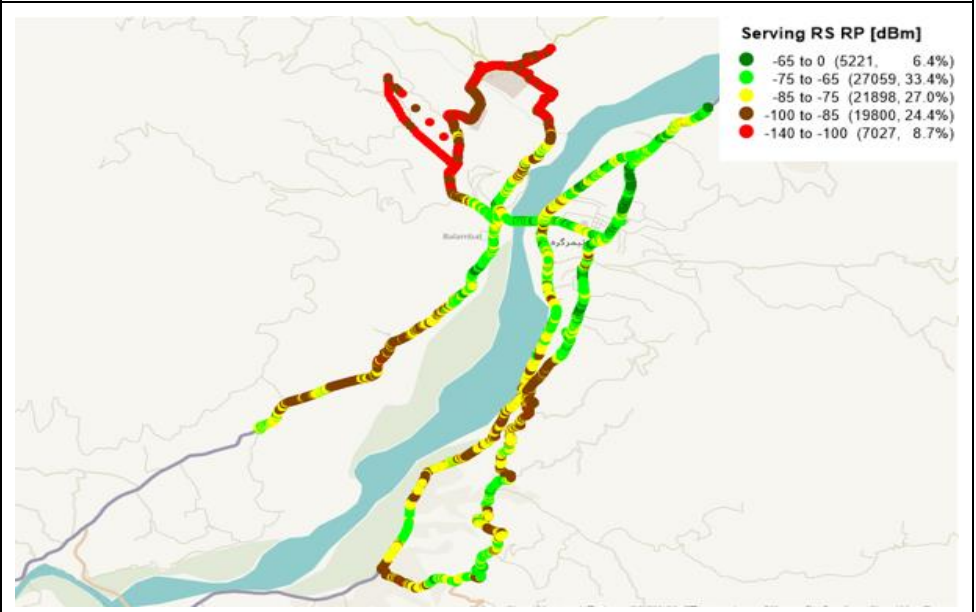 Serving RS RP [dBm]
-65 to 0 (5221, 6.4%)
-75 to -65 (27059, 33.4%)
-85 to -75 (21898, 27.0%)
-100 to -85 (19800, 24.4%)
-140 to -100 (7027, 8.7%)
Balambat
تیمرگرہ